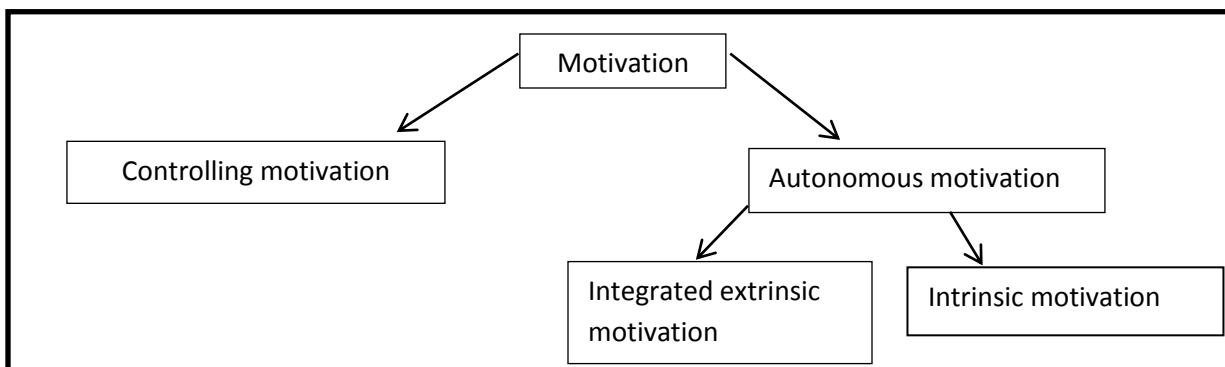 Motivation
Controlling motivation
Autonomous motivation
Integrated extrinsic
motivation
Intrinsic motivation